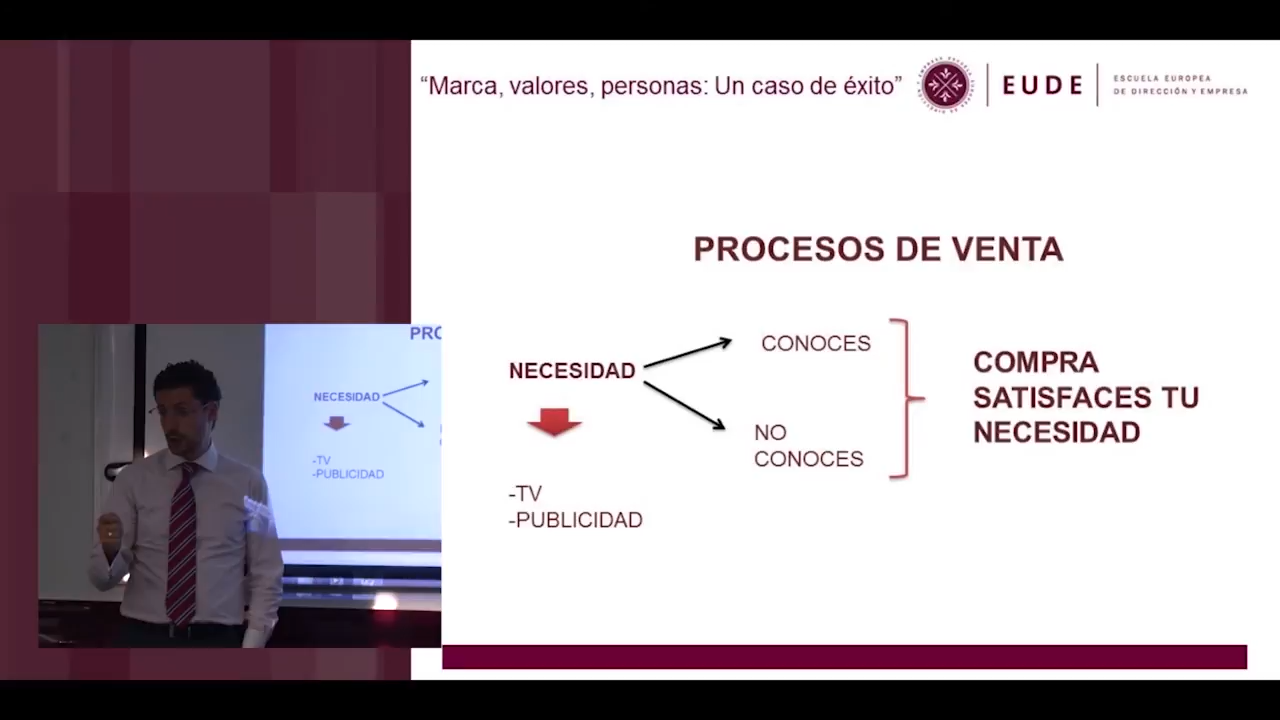 “Marca, valores, personas: Un caso de éxito”
EUDE
ESCUELA EUROPEA
DE DIRECCIÓN Y EMPRESA
PROCESOS DE VENTA
NECESIDAD
CONOCES
NO
CONOCES
COMPRA
SATISFACES TU
NECESIDAD
-TV
-PUBLICIDAD
PRO
NECESIDAD
-TV
-PUBLICIDAD